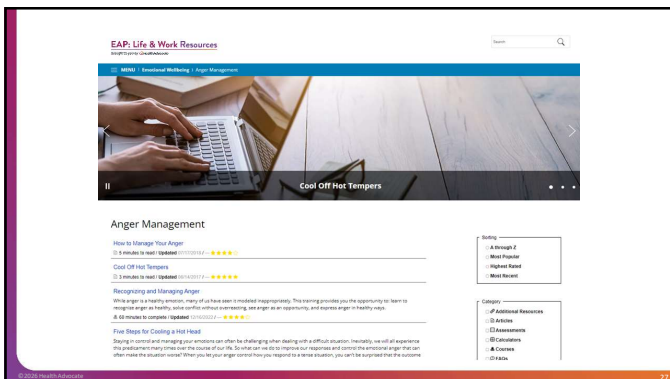 EAP: Life & Work Resources
Search
MENU / Emotional Wellbeing / Anger Management
Cool Off Hot Tempers
Anger Management
How to Manage Your Anger
5 minutes to read / Updated
Cool Off Hot Tempers
3 minutes to read / Updated
Recognizing and Managing Anger
While anger is a healthy emotion, many of us have seen it modeled inappropriately. This training provides you the opportunity to: learn to
recognise anger as healthy, solve conflict without overreacting, see anger as an opportunity, and express anger in healthy ways.
60 minutes to complete / Updated
Five Steps for Cooling a Hot Head
Staying in control and managing your emotions can often be challenging when dealing with a difficult situation. Inevitably, we will all experience
this predicament many times over the course of our life. So what can we do to improve our responses and control the emotional anger that can
often make the situation worse? When you let your anger control how you respond to a tense situation, you can't be surprised that the outcome
Sorting
A through Z
Most Popular
Highest Rated
Most Recent
Category
Additional Resources
Articles
Assessments
Calculators
Courses
FAQs
© 2026 Health Advocate
22